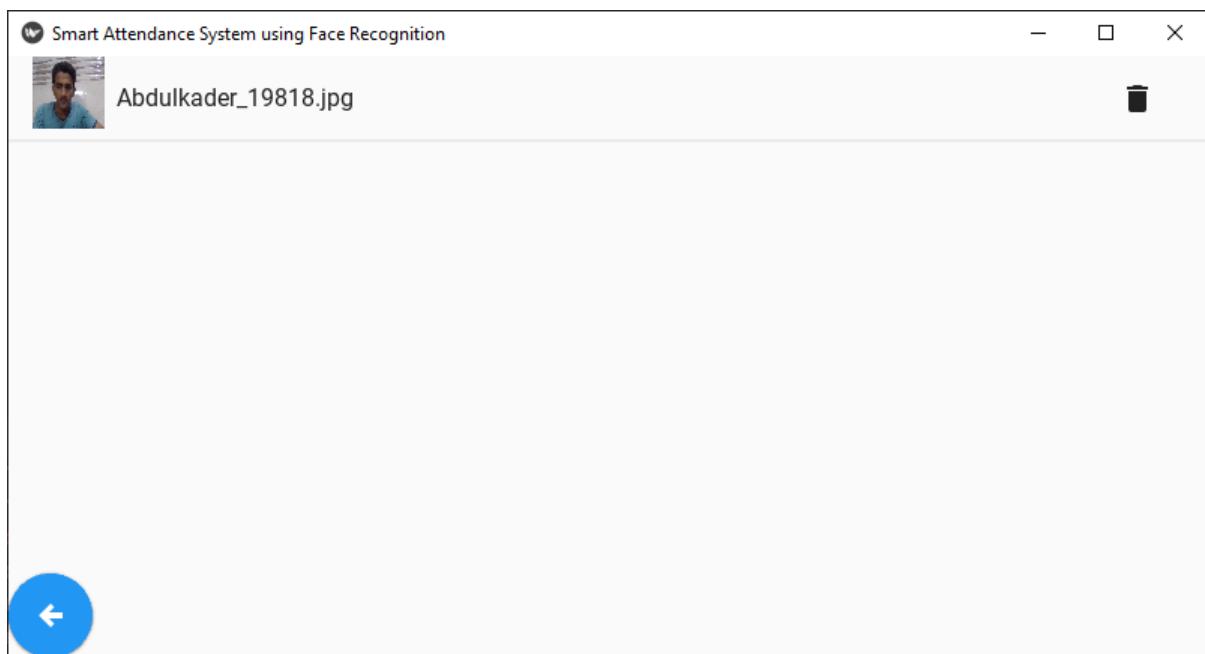 Smart Attendance System using Face Recognition
Abdulkader_19818.jpg